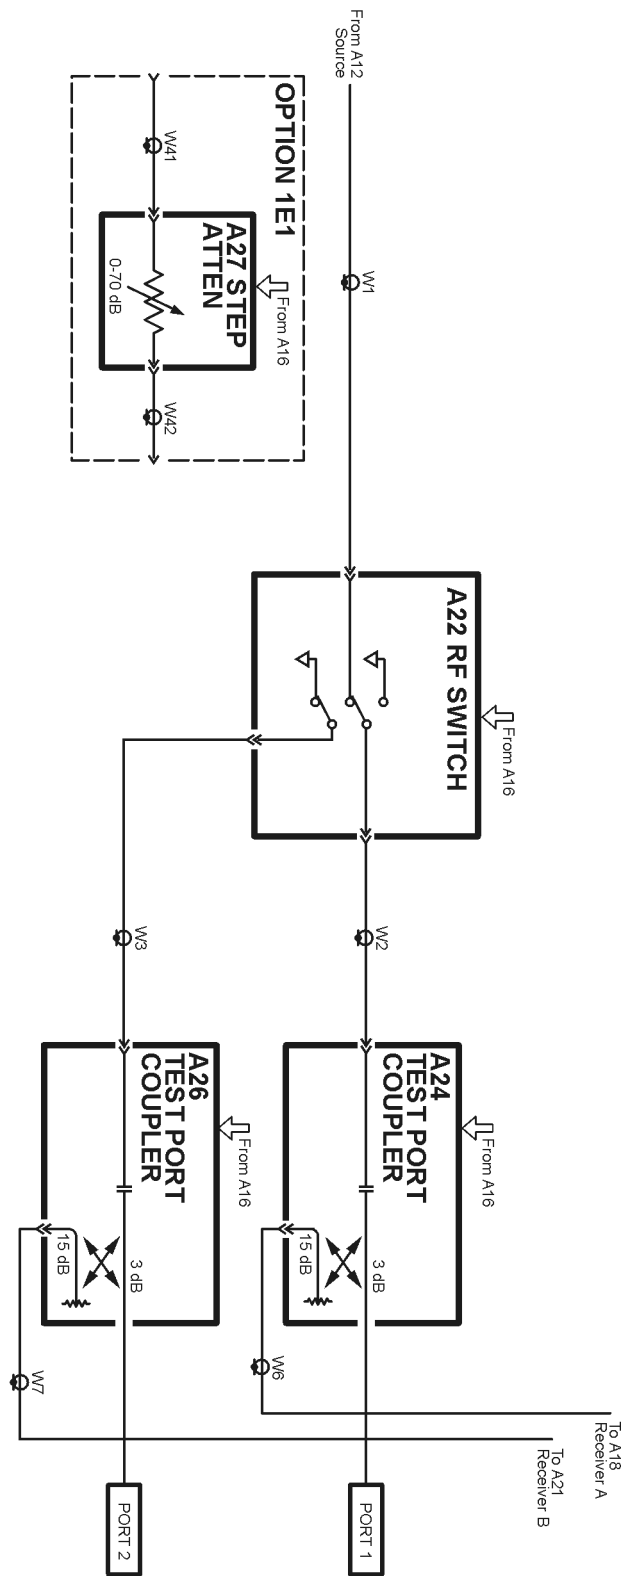 From A12
Source
W1
OPTION 1E1
W41
A27 STEP
ATTEN
From A16
0-70 dB
W42
A22 RF SWITCH
From A16
W2
W3
A24
TEST PORT
COUPLER
From A16
3 dB
15 dB
W6
A26
TEST PORT
COUPLER
From A16
3 dB
15 dB
W7
To A18
Receiver A
To A21
Receiver B
PORT 1
PORT 2